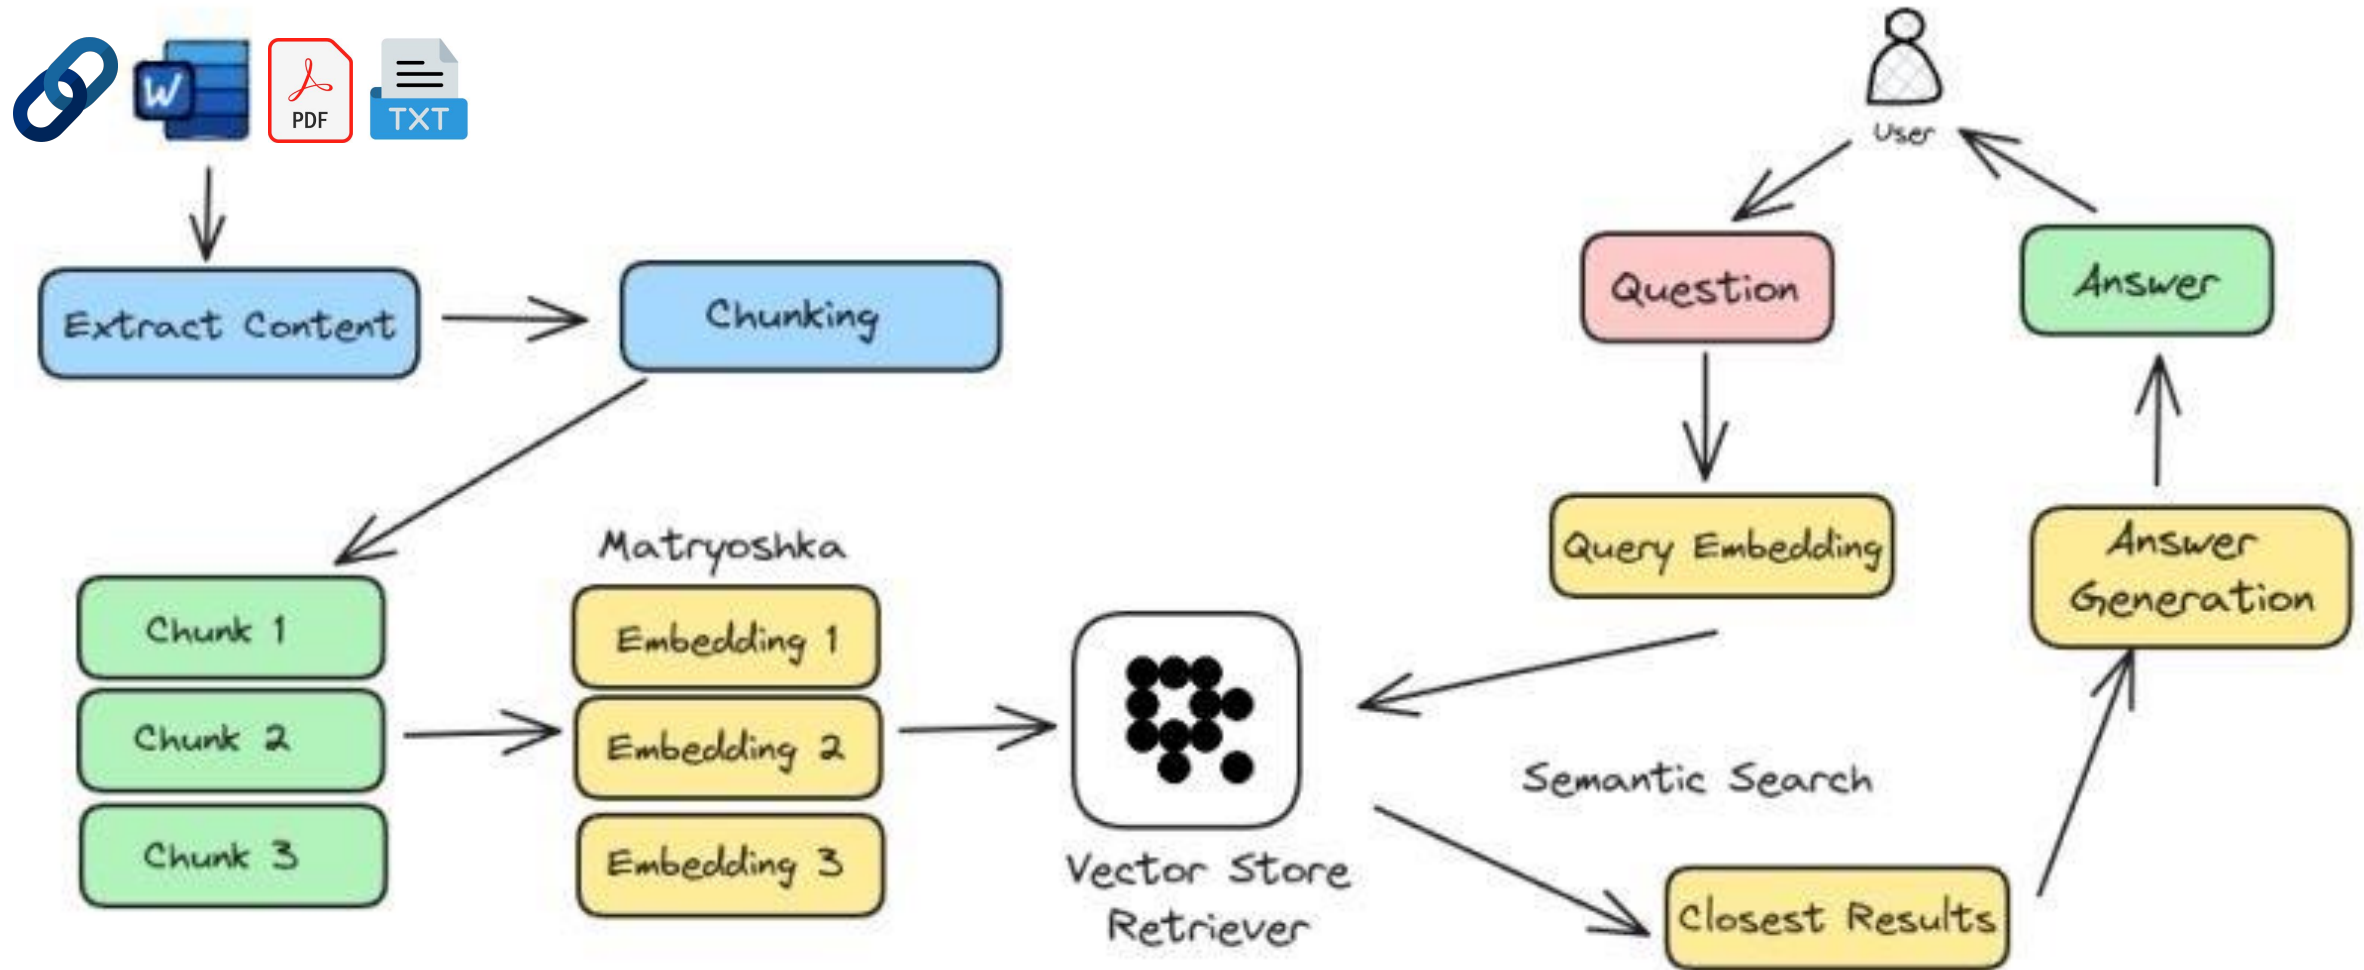 W
PDF
TXT
User
Extract Content
Chunking
Question
Answer
Matryoshka
Query Embedding
Answer
Generation
Chunk 1
Chunk 2
Chunk 3
Embedding 1
Embedding 2
Embedding 3
Semantic Search
Vector Store
Retriever
Closest Results